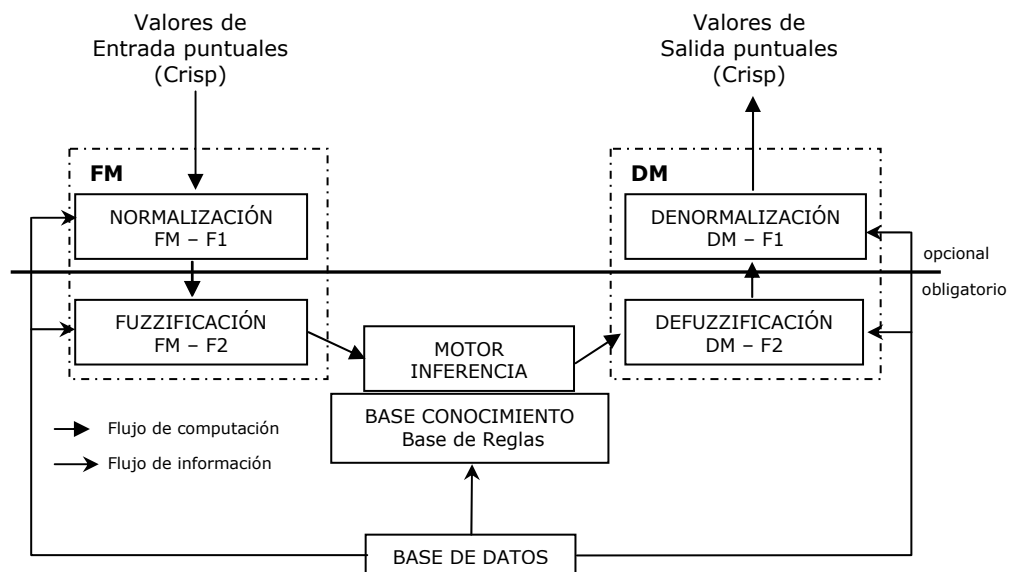 Valores de
Entrada puntuales
(Crisp)
Valores de
Salida puntuales
(Crisp)
FM
NORMALIZACIÓN
FM – F1
DM
DENORMALIZACIÓN
DM – F1
opcional
obligatorio
FUZZIFICACIÓN
FM – F2
MOTOR
INFERENCIA
DEFUZZIFICACIÓN
DM – F2
BASE CONOCIMIENTO
Base de Reglas
Flujo de computación
Flujo de información
BASE DE DATOS